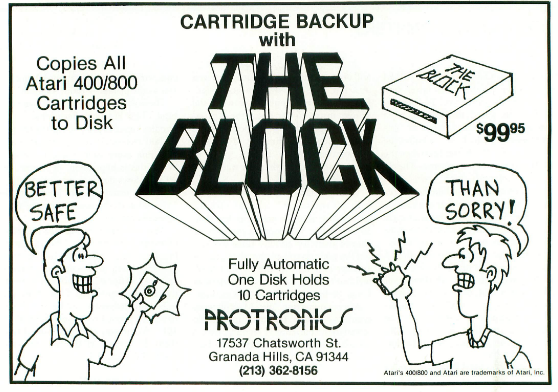 CARTRIDGE BACKUP
with
THE
BLOCK
Copies All
Atari 400/800
Cartridges
to Disk
THE
BLOCK
$99⁹⁵
BETTER
SAFE
THAN
SORRY!
Fully Automatic
One Disk Holds
10 Cartridges
PROTRONICS
17537 Chatsworth St.
Granada Hills, CA 91344
(213) 362-8156
Atari's 400/800 and Atari are trademarks of Atari, Inc.